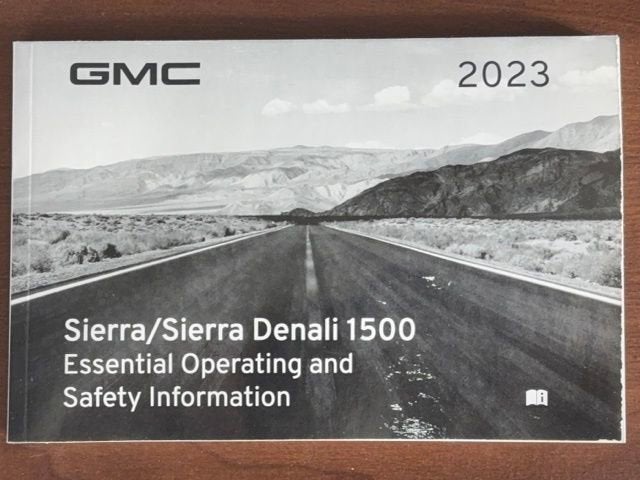 GMC 2023
Sierra/Sierra Denali 1500
Essential Operating and
Safety Information